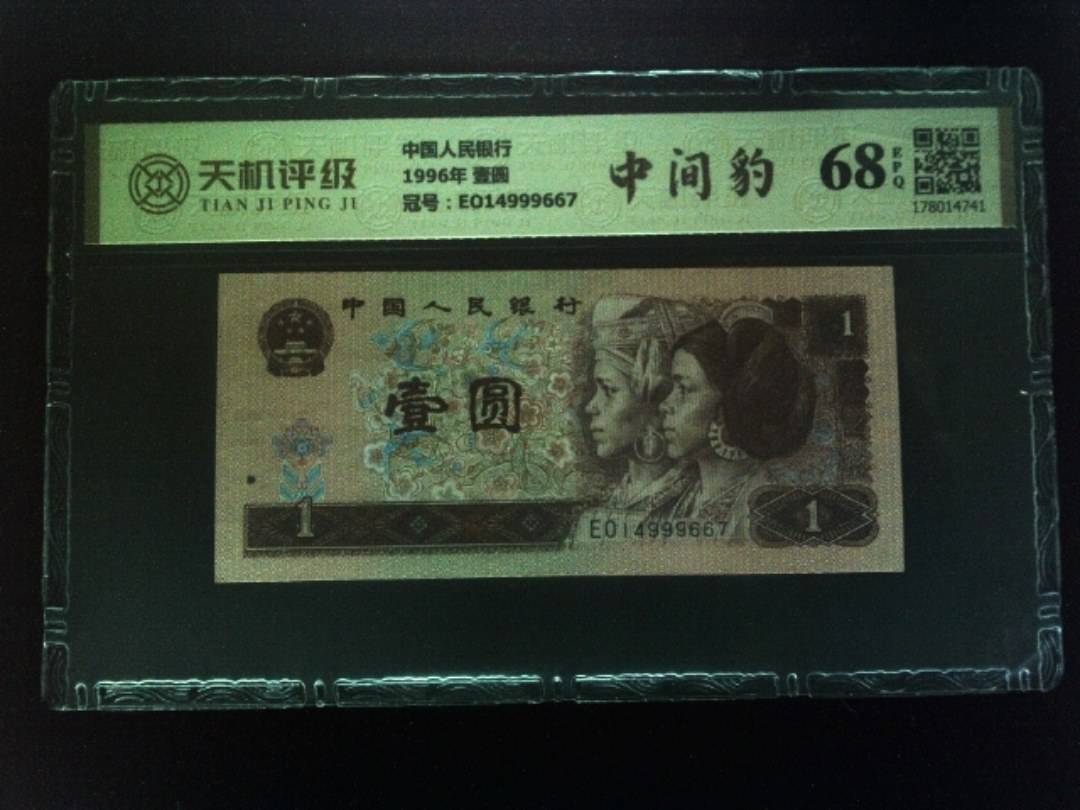 天机评级
TIAN JI PING JI
中国人民银行
1996年 壹圆
冠号：EO14999667
中间豹
68
EPQ
178014741
中国人民银行
壹圆
1
1
EO14999667
1